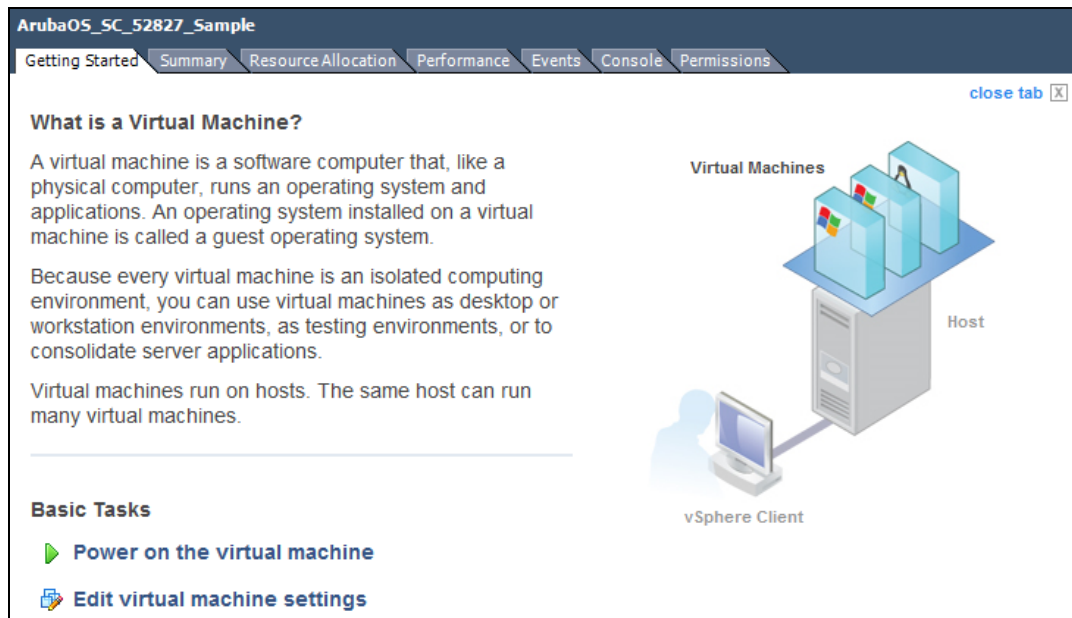 ArubaOS_SC_52827_Sample
Getting Started Summary Resource Allocation Performance Events Console Permissions
close tab X
What is a Virtual Machine?
A virtual machine is a software computer that, like a
physical computer, runs an operating system and
applications. An operating system installed on a virtual
machine is called a guest operating system.
Because every virtual machine is an isolated computing
environment, you can use virtual machines as desktop or
workstation environments, as testing environments, or to
consolidate server applications.
Virtual machines run on hosts. The same host can run
many virtual machines.
Virtual Machines
Host
vSphere Client
Basic Tasks
Power on the virtual machine
Edit virtual machine settings